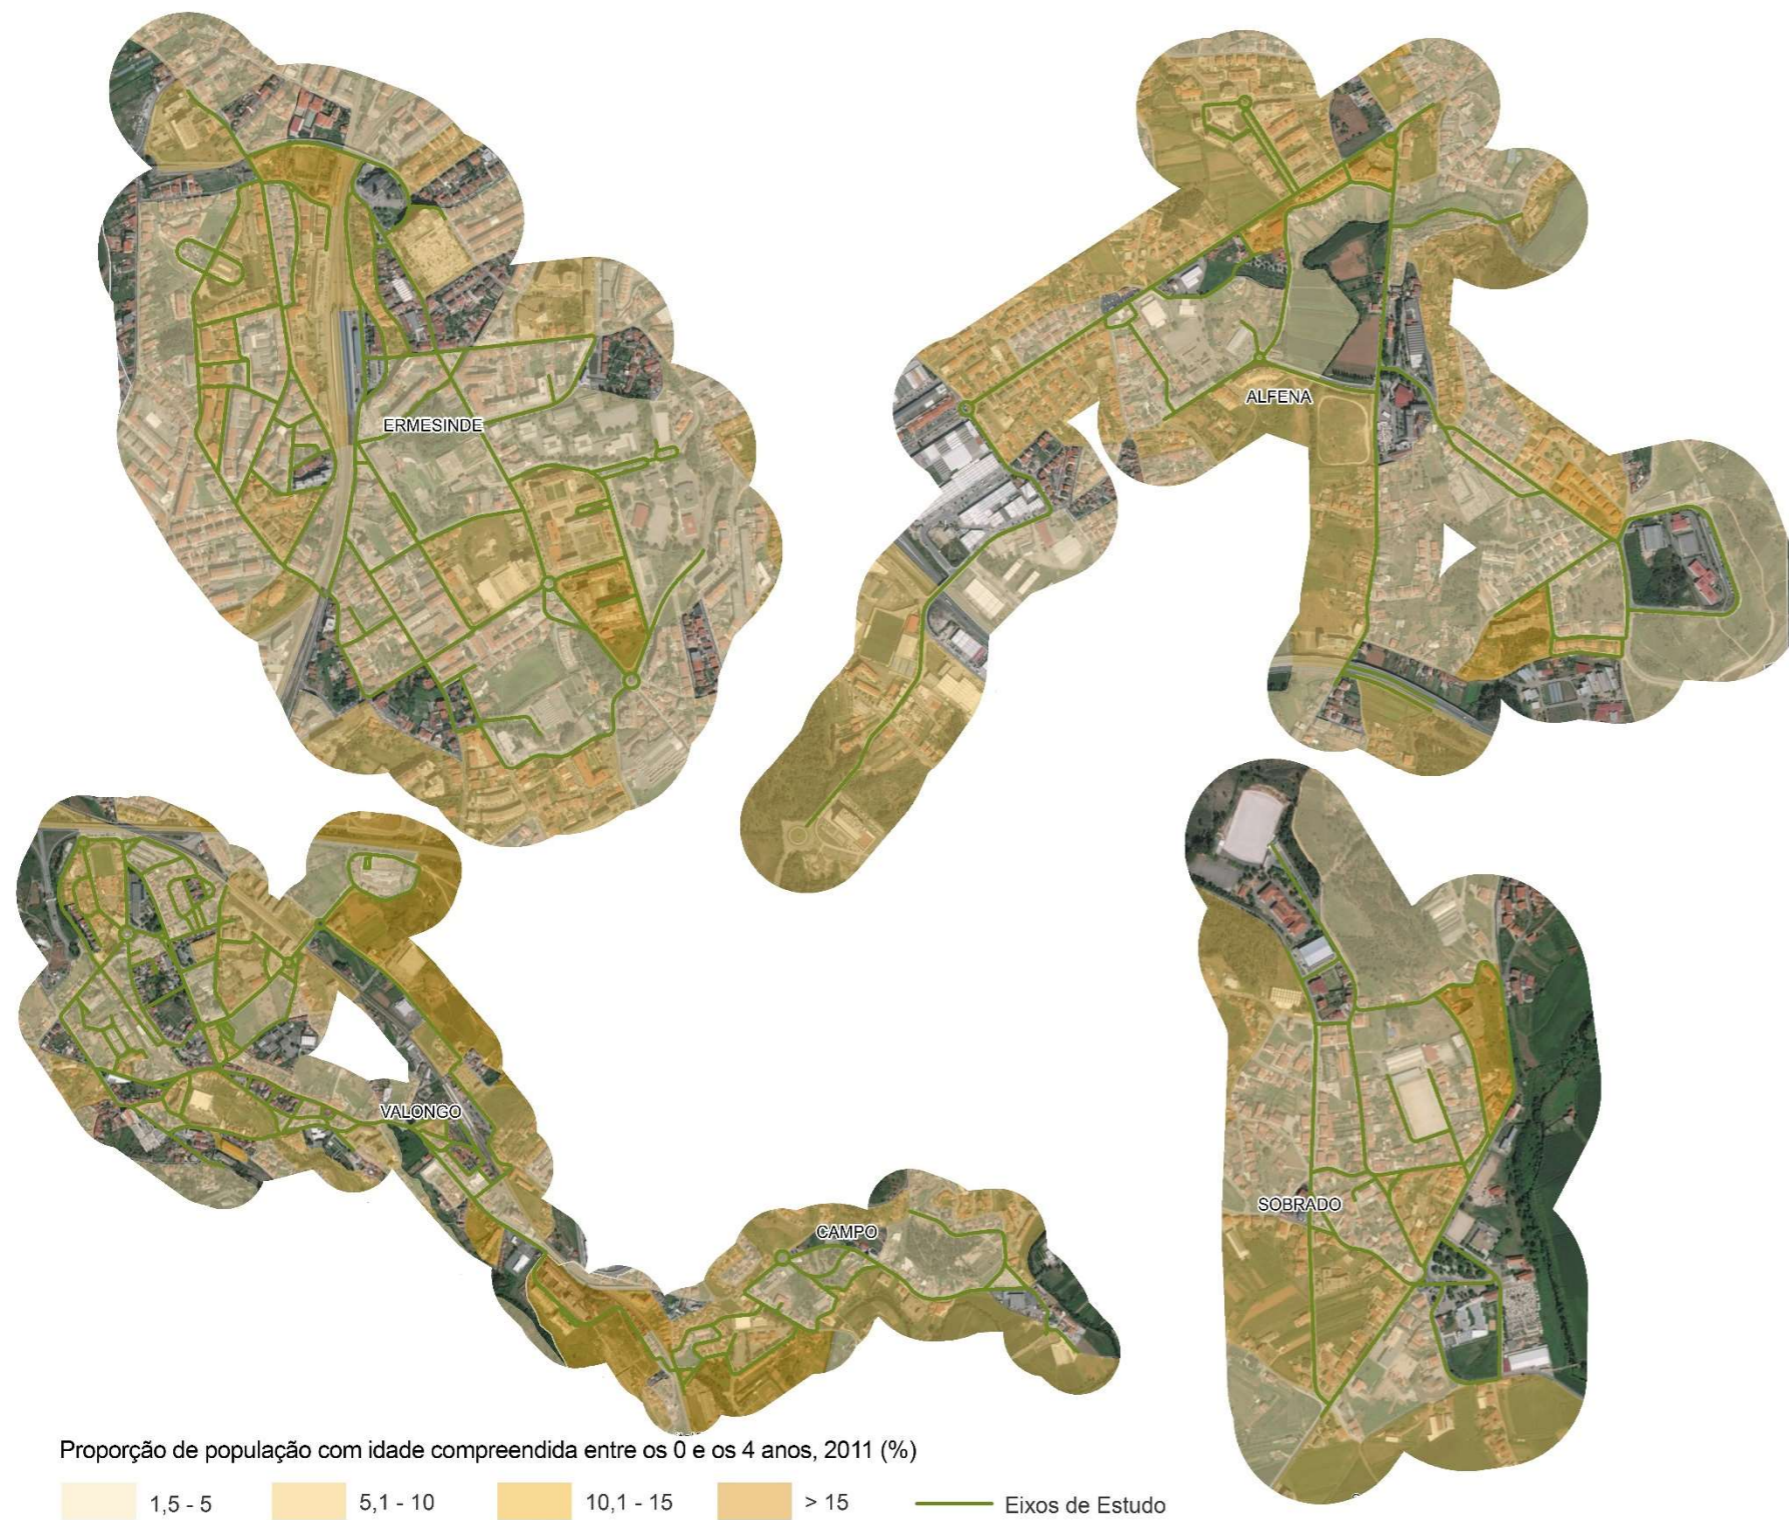 ERMESINDE
ALFENA
VALONGO
CAMPO
SOBRADO
Proporção de população com idade compreendida entre os 0 e os 4 anos, 2011 (%)
1,5 - 5
5,1 - 10
10,1 - 15
> 15
Eixos de Estudo